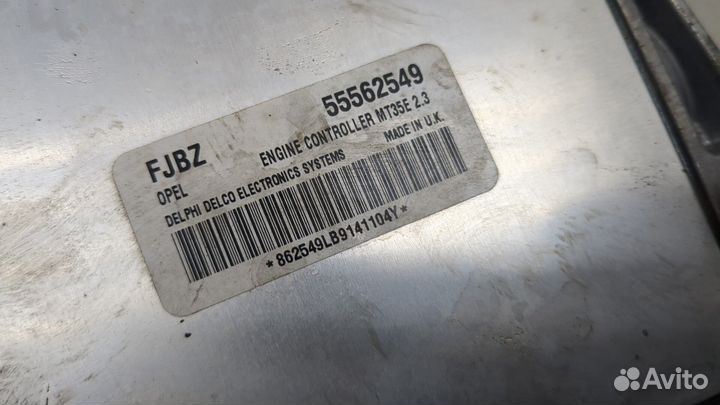 FJBZ 55562549
OPEL ENGINE CONTROLLER MT35E 2.3
DELPHI DELCO ELECTRONICS SYSTEMS MADE IN U.K.
*862549LB9141104Y*
Avito